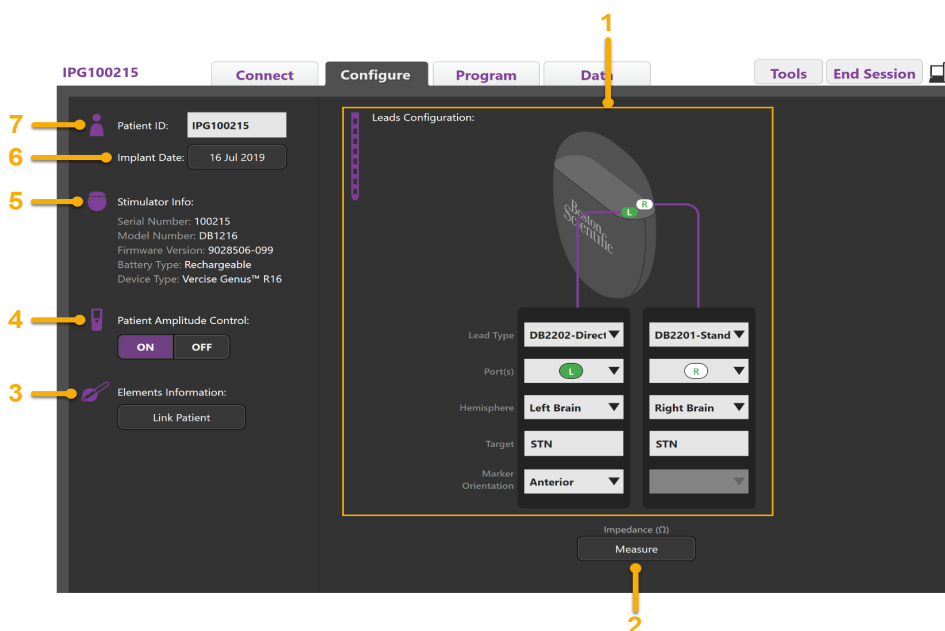 1
IPG100215
Connect
Configure
Program
Data
Tools
End Session
7
Patient ID:
IPG100215
6
Implant Date:
16 Jul 2019
5
Stimulator Info:
Serial Number: 100215
Model Number: DB1216
Firmware Version: 9028506-099
Battery Type: Rechargeable
Device Type: Vercise Genus™ R16
4
Patient Amplitude Control:
ON
OFF
3
Elements Information:
Link Patient
Leads Configuration:
Boston
Scientific
L
R
Lead Type
DB2202-Direct
DB2201-Stand
Port(s)
L
R
Hemisphere
Left Brain
Right Brain
Target
STN
STN
Marker
Orientation
Anterior
Impedance (Ω)
Measure
2